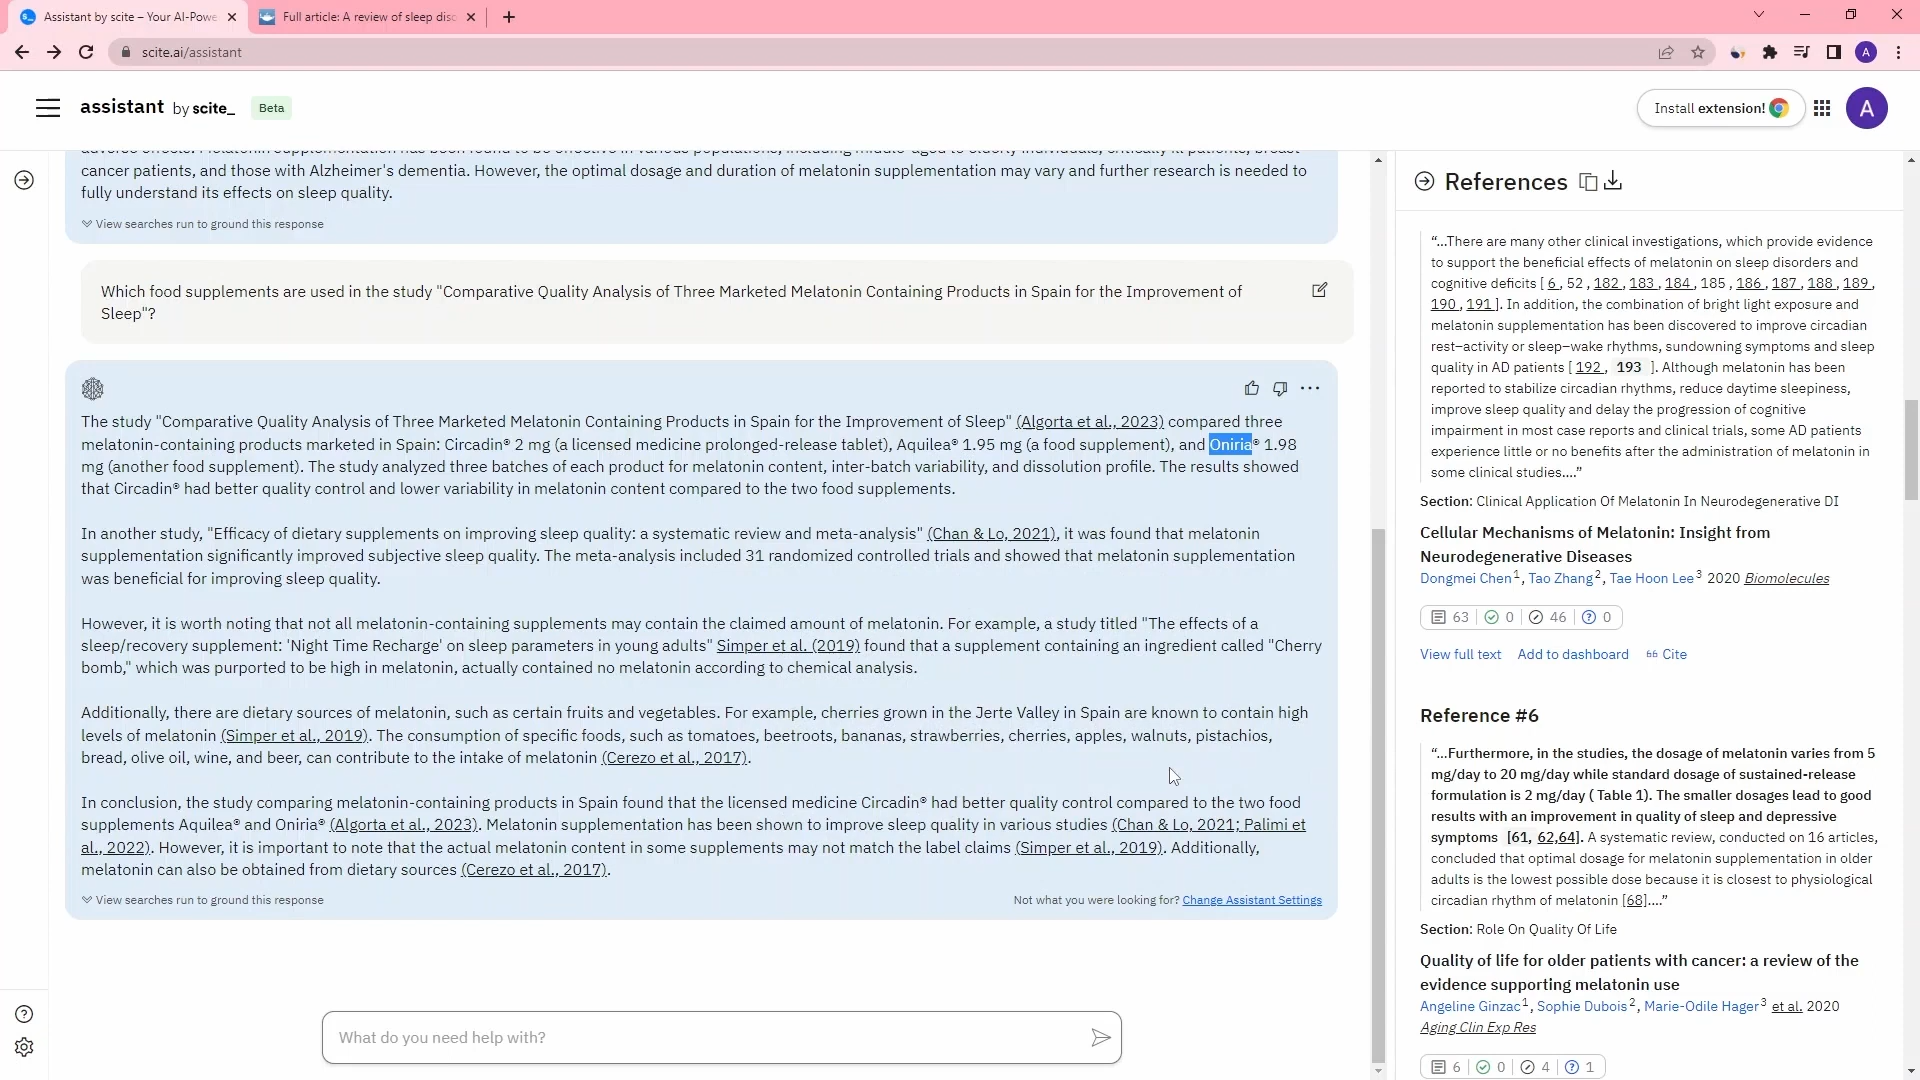 Assistant by scite – Your AI-Powe
Full article: A review of sleep diso
scite.ai/assistant
A
assistant by scite_ Beta
Install extension!
A
cancer patients, and those with Alzheimer's dementia. However, the optimal dosage and duration of melatonin supplementation may vary and further research is needed to
fully understand its effects on sleep quality.
View searches run to ground this response
Which food supplements are used in the study "Comparative Quality Analysis of Three Marketed Melatonin Containing Products in Spain for the Improvement of
Sleep"?
The study "Comparative Quality Analysis of Three Marketed Melatonin Containing Products in Spain for the Improvement of Sleep" (Algorta et al., 2023) compared three
melatonin-containing products marketed in Spain: Circadin® 2 mg (a licensed medicine prolonged-release tablet), Aquilea® 1.95 mg (a food supplement), and Oniria® 1.98
mg (another food supplement). The study analyzed three batches of each product for melatonin content, inter-batch variability, and dissolution profile. The results showed
that Circadin® had better quality control and lower variability in melatonin content compared to the two food supplements.
In another study, "Efficacy of dietary supplements on improving sleep quality: a systematic review and meta-analysis" (Chan & Lo, 2021), it was found that melatonin
supplementation significantly improved subjective sleep quality. The meta-analysis included 31 randomized controlled trials and showed that melatonin supplementation
was beneficial for improving sleep quality.
However, it is worth noting that not all melatonin-containing supplements may contain the claimed amount of melatonin. For example, a study titled "The effects of a
sleep/recovery supplement: 'Night Time Recharge' on sleep parameters in young adults" Simper et al. (2019) found that a supplement containing an ingredient called "Cherry
bomb," which was purported to be high in melatonin, actually contained no melatonin according to chemical analysis.
Additionally, there are dietary sources of melatonin, such as certain fruits and vegetables. For example, cherries grown in the Jerte Valley in Spain are known to contain high
levels of melatonin (Simper et al., 2019). The consumption of specific foods, such as tomatoes, beetroots, bananas, strawberries, cherries, apples, walnuts, pistachios,
bread, olive oil, wine, and beer, can contribute to the intake of melatonin (Cerezo et al., 2017).
In conclusion, the study comparing melatonin-containing products in Spain found that the licensed medicine Circadin® had better quality control compared to the two food
supplements Aquilea® and Oniria® (Algorta et al., 2023). Melatonin supplementation has been shown to improve sleep quality in various studies (Chan & Lo, 2021; Palimi et
al., 2022). However, it is important to note that the actual melatonin content in some supplements may not match the label claims (Simper et al., 2019). Additionally,
melatonin can also be obtained from dietary sources (Cerezo et al., 2017).
View searches run to ground this response
Not what you were looking for? Change Assistant Settings
What do you need help with?
References
“...There are many other clinical investigations, which provide evidence
to support the beneficial effects of melatonin on sleep disorders and
cognitive deficits [ 6 , 52 , 182 , 183 , 184 , 185 , 186 , 187 , 188 , 189 ,
190 , 191 ]. In addition, the combination of bright light exposure and
melatonin supplementation has been discovered to improve circadian
rest–activity or sleep–wake rhythms, sundowning symptoms and sleep
quality in AD patients [ 192 , 193 ]. Although melatonin has been
reported to stabilize circadian rhythms, reduce daytime sleepiness,
improve sleep quality and delay the progression of cognitive
impairment in most case reports and clinical trials, some AD patients
experience little or no benefits after the administration of melatonin in
some clinical studies....”
Section: Clinical Application Of Melatonin In Neurodegenerative DI
Cellular Mechanisms of Melatonin: Insight from
Neurodegenerative Diseases
Dongmei Chen1, Tao Zhang2, Tae Hoon Lee3 2020 Biomolecules
63 0 46 0
View full text Add to dashboard Cite
Reference #6
“...Furthermore, in the studies, the dosage of melatonin varies from 5
mg/day to 20 mg/day while standard dosage of sustained-release
formulation is 2 mg/day ( Table 1). The smaller dosages lead to good
results with an improvement in quality of sleep and depressive
symptoms [61, 62,64]. A systematic review, conducted on 16 articles,
concluded that optimal dosage for melatonin supplementation in older
adults is the lowest possible dose because it is closest to physiological
circadian rhythm of melatonin [68]....”
Section: Role On Quality Of Life
Quality of life for older patients with cancer: a review of the
evidence supporting melatonin use
Angeline Ginzac1, Sophie Dubois2, Marie-Odile Hager3 et al. 2020
Aging Clin Exp Res
6 0 4 1